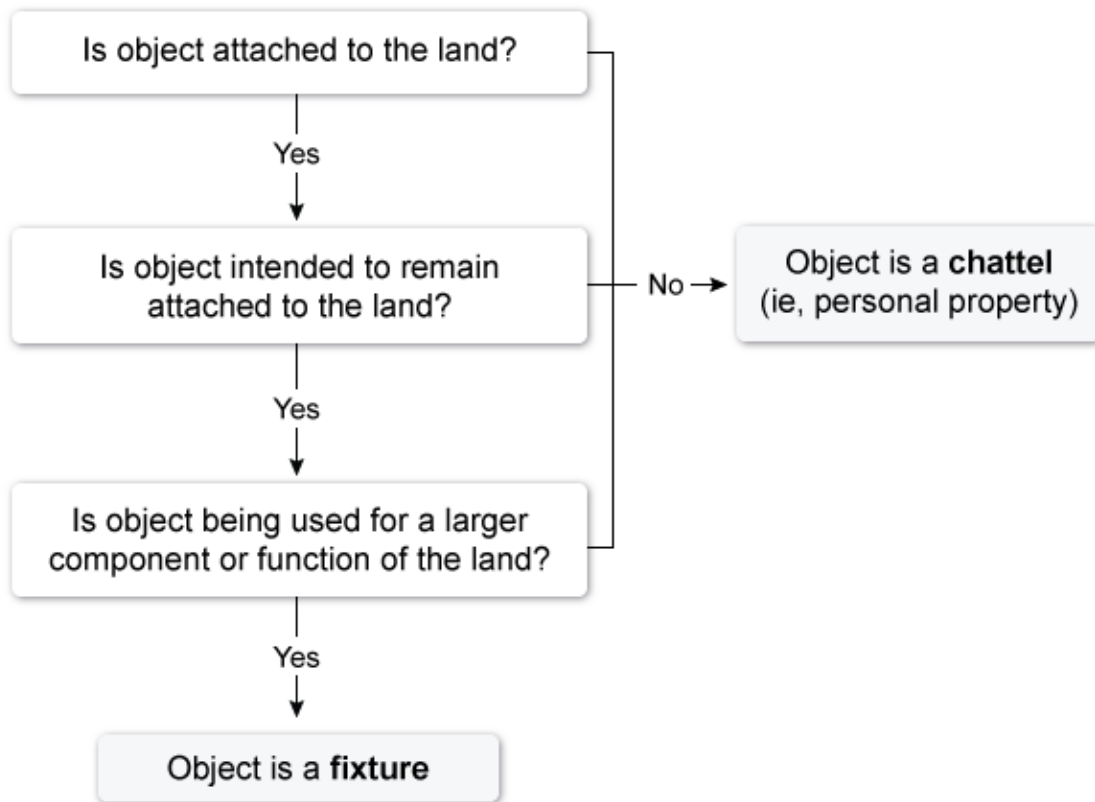 Is object attached to the land?
Yes
Is object intended to remain
attached to the land?
No
Object is a chattel
(ie, personal property)
Yes
Is object being used for a larger
component or function of the land?
Yes
Object is a fixture